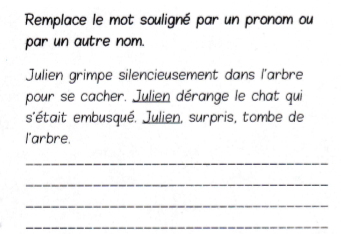 Remplace le mot souligné par un pronom ou
par un autre nom.
Julien grimpe silencieusement dans l'arbre
pour se cacher. Julien dérange le chat qui
s'était embusqué. Julien, surpris, tombe de
l'arbre.